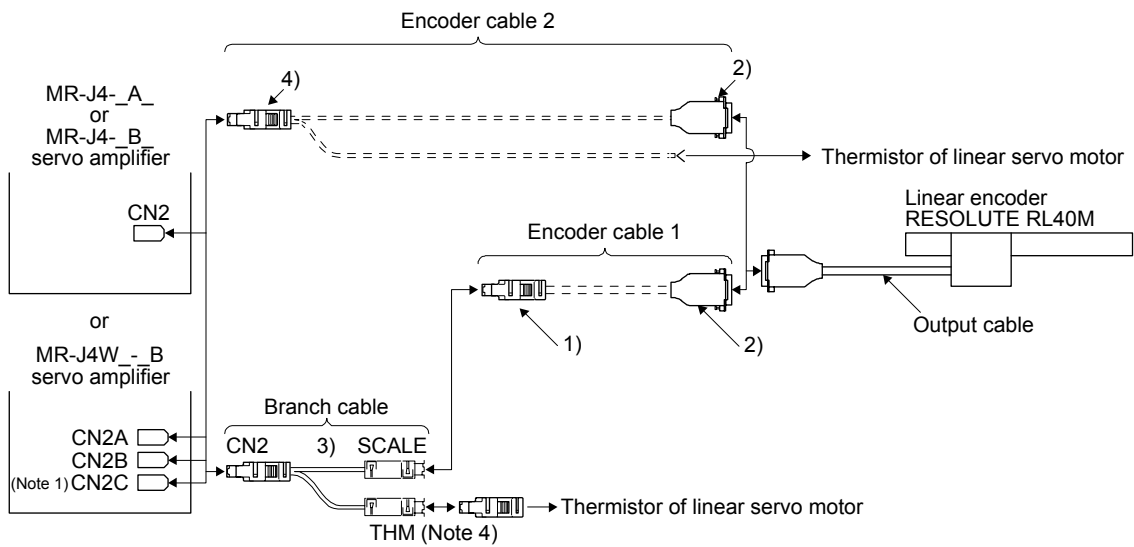 Encoder cable 2
4)
2)
MR-J4-_A_
or
MR-J4-_B_
servo amplifier
Thermistor of linear servo motor
CN2
Linear encoder
RESOLUTE RL40M
Encoder cable 1
1)
2)
Output cable
or
MR-J4W_-_B
servo amplifier
Branch cable
CN2A
CN2B
(Note 1) CN2C
CN2 3) SCALE
Thermistor of linear servo motor
THM (Note 4)